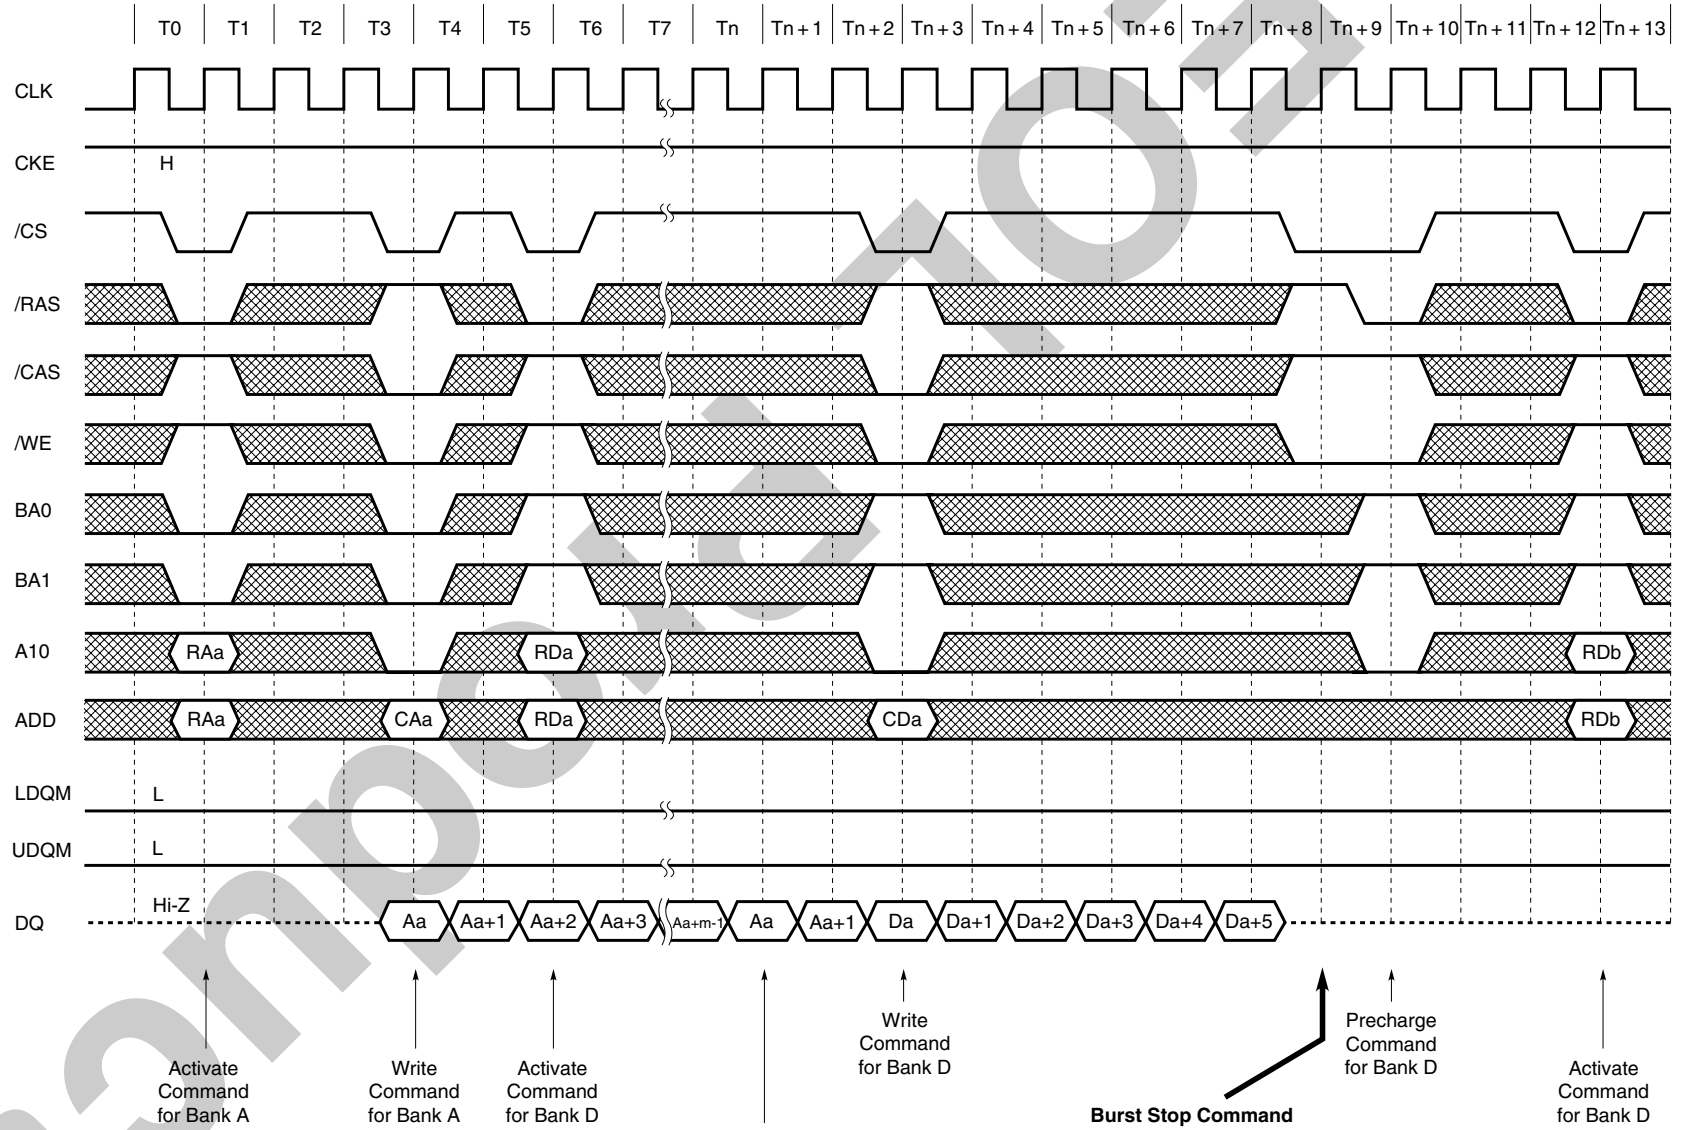 T0 T1 T2 T3 T4 T5 T6 T7 Tn Tn + 1 Tn + 2 Tn + 3 Tn + 4 Tn + 5 Tn + 6 Tn + 7 Tn + 8 Tn + 9 Tn + 10 Tn + 11 Tn + 12 Tn + 13
CLK
CKE H
/CS
/RAS
/CAS
/WE
BA0
BA1
A10 RAa RDa RDb
ADD RAa CAa RDa CDa RDb
LDQM L
UDQM L
DQ Hi-Z Aa Aa+1 Aa+2 Aa+3 Aa+m-1 Aa Aa+1 Da Da+1 Da+2 Da+3 Da+4 Da+5
Activate
Command
for Bank A
Write
Command
for Bank A
Activate
Command
for Bank D
Write
Command
for Bank D
Burst Stop Command
Precharge
Command
for Bank D
Activate
Command
for Bank D
EOL Product